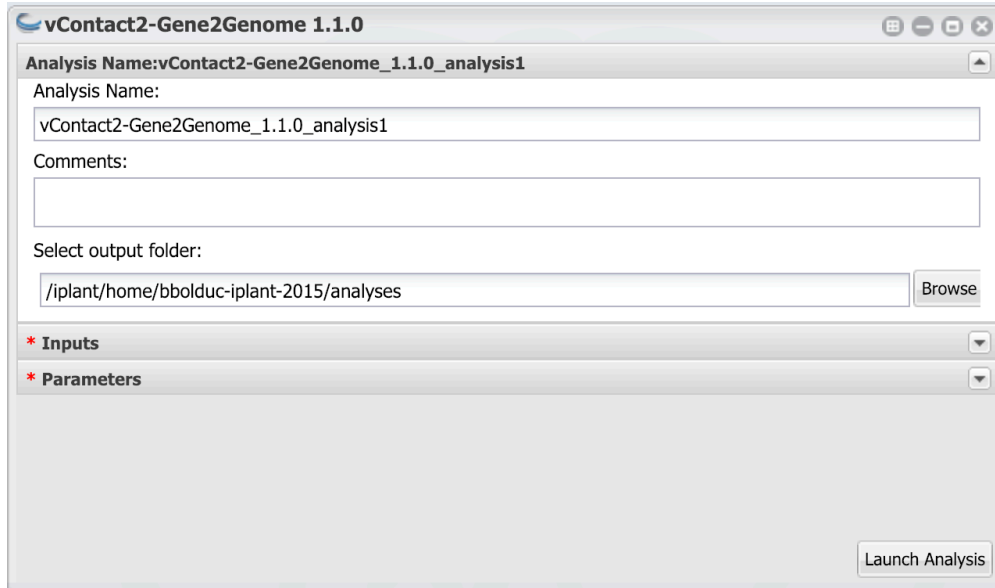 vContact2-Gene2Genome 1.1.0
Analysis Name:vContact2-Gene2Genome_1.1.0_analysis1
Analysis Name:
vContact2-Gene2Genome_1.1.0_analysis1
Comments:
Select output folder:
/iplant/home/bbolduc-iplant-2015/analyses
Browse
* Inputs
* Parameters
Launch Analysis